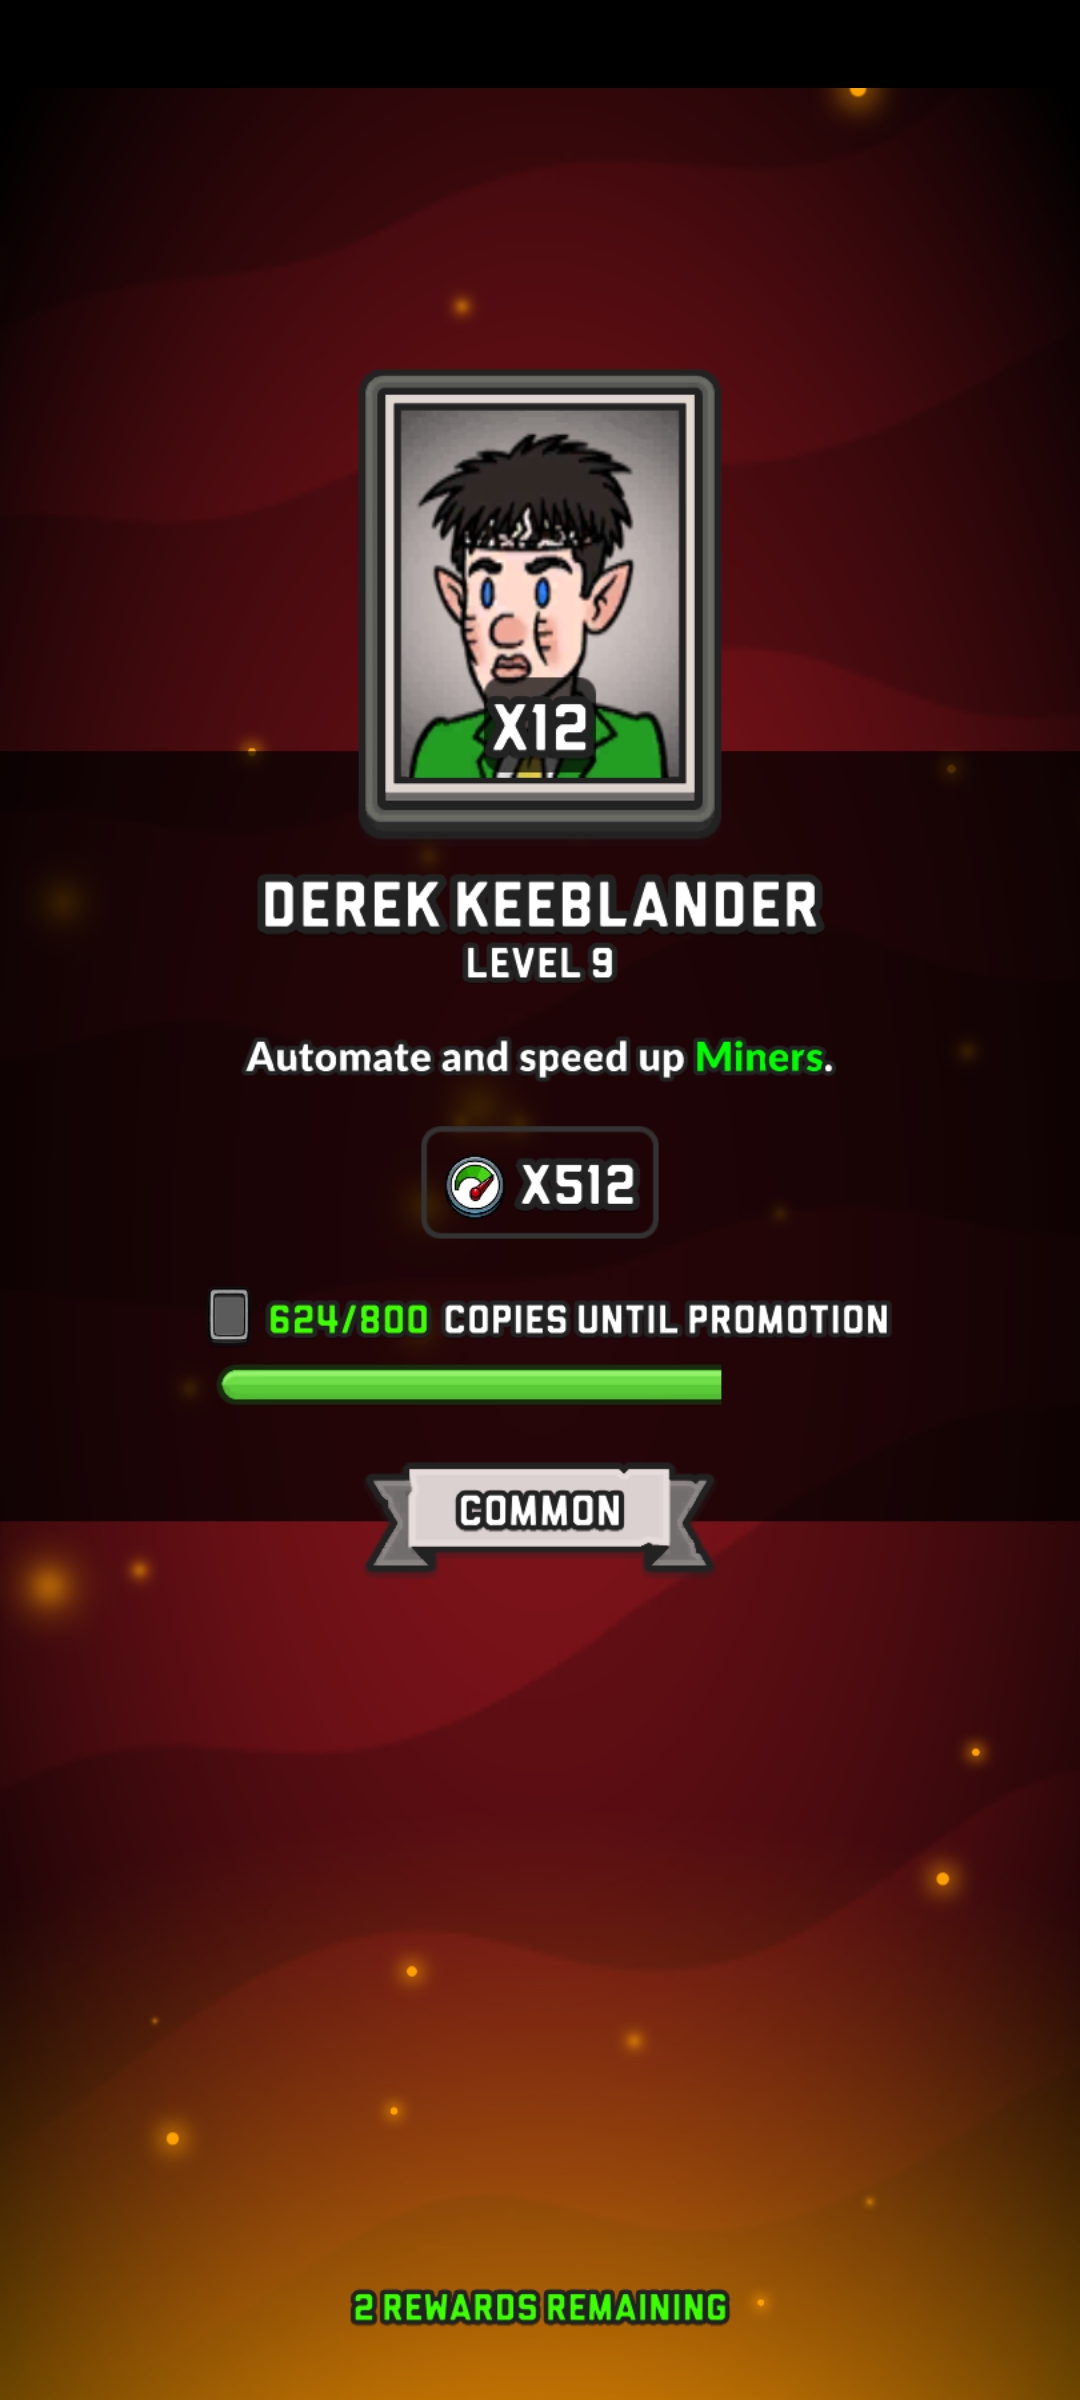 X12
DEREK KEEBLANDER
LEVEL 9
Automate and speed up Miners.
X512
624/800 COPIES UNTIL PROMOTION
COMMON
2 REWARDS REMAINING